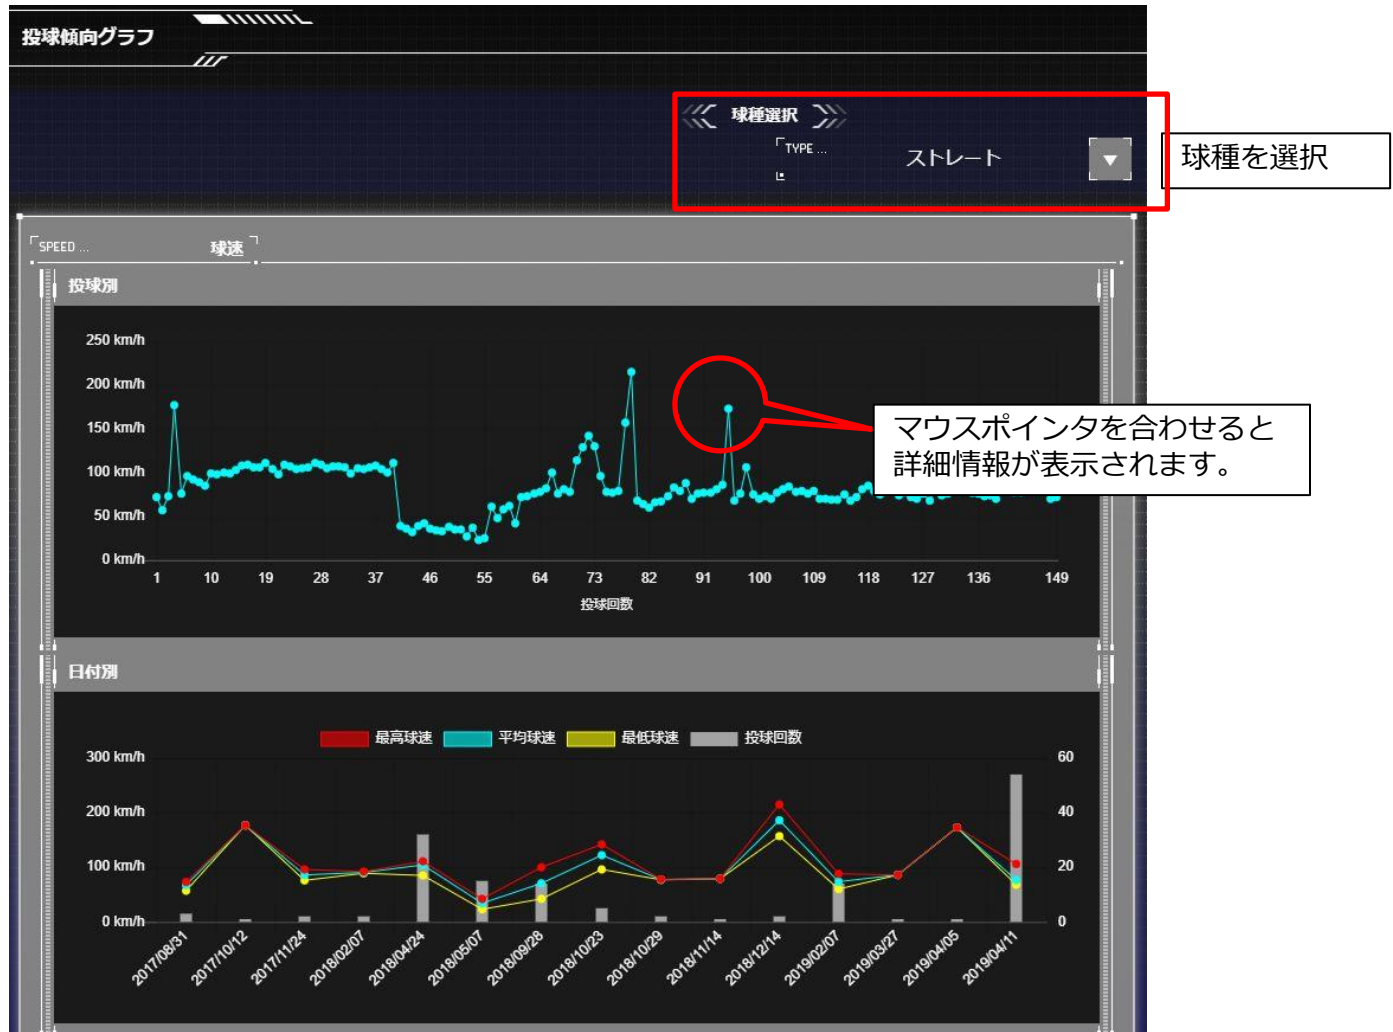 投球傾向グラフ
球種選択
TYPE ...
ストレート
球種を選択
SPEED ...
球速
投球別
250 km/h
200 km/h
150 km/h
100 km/h
50 km/h
0 km/h
マウスポインタを合わせると
詳細情報が表示されます。
1 10 19 28 37 46 55 64 73 82 91 100 109 118 127 136 149
投球回数
日付別
最高球速 平均球速 最低球速 投球回数
300 km/h 60
200 km/h 40
100 km/h 20
0 km/h 0
2017/08/31 2017/10/12 2017/11/24 2018/02/07 2018/04/24 2018/05/07 2018/09/28 2018/10/23 2018/10/29 2018/11/14 2018/12/14 2019/02/07 2019/03/27 2019/04/05 2019/04/11